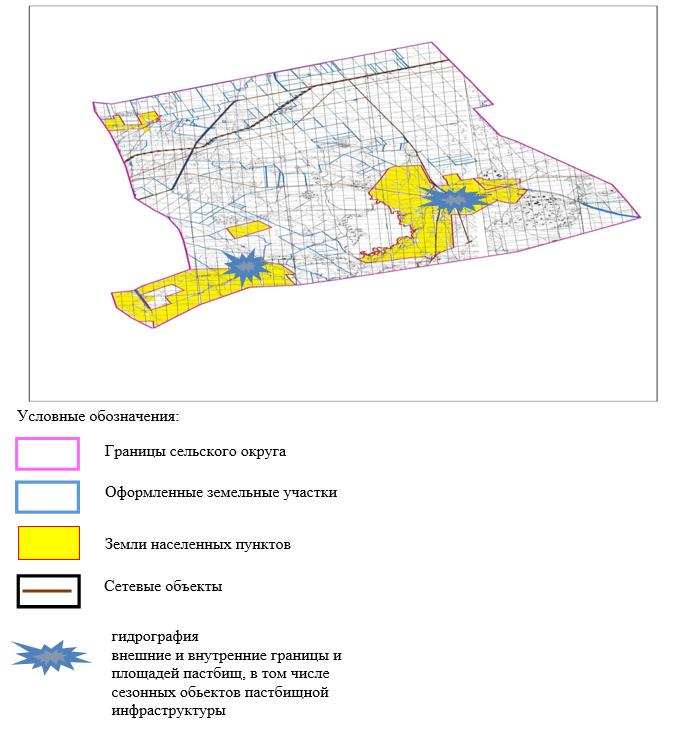 Условные обозначения:
Границы сельского округа
Оформленные земельные участки
Земли населенных пунктов
Сетевые объекты
гидрография
внешние и внутренние границы и
площадей пастбищ, в том числе
сезонных объектов пастбищной
инфраструктуры